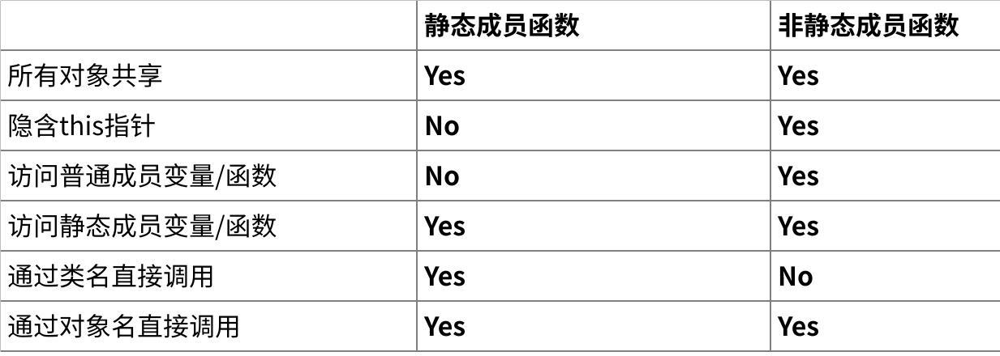 静态成员函数 非静态成员函数
所有对象共享 Yes Yes
隐含this指针 No Yes
访问普通成员变量/函数 No Yes
访问静态成员变量/函数 Yes Yes
通过类名直接调用 Yes No
通过对象名直接调用 Yes Yes